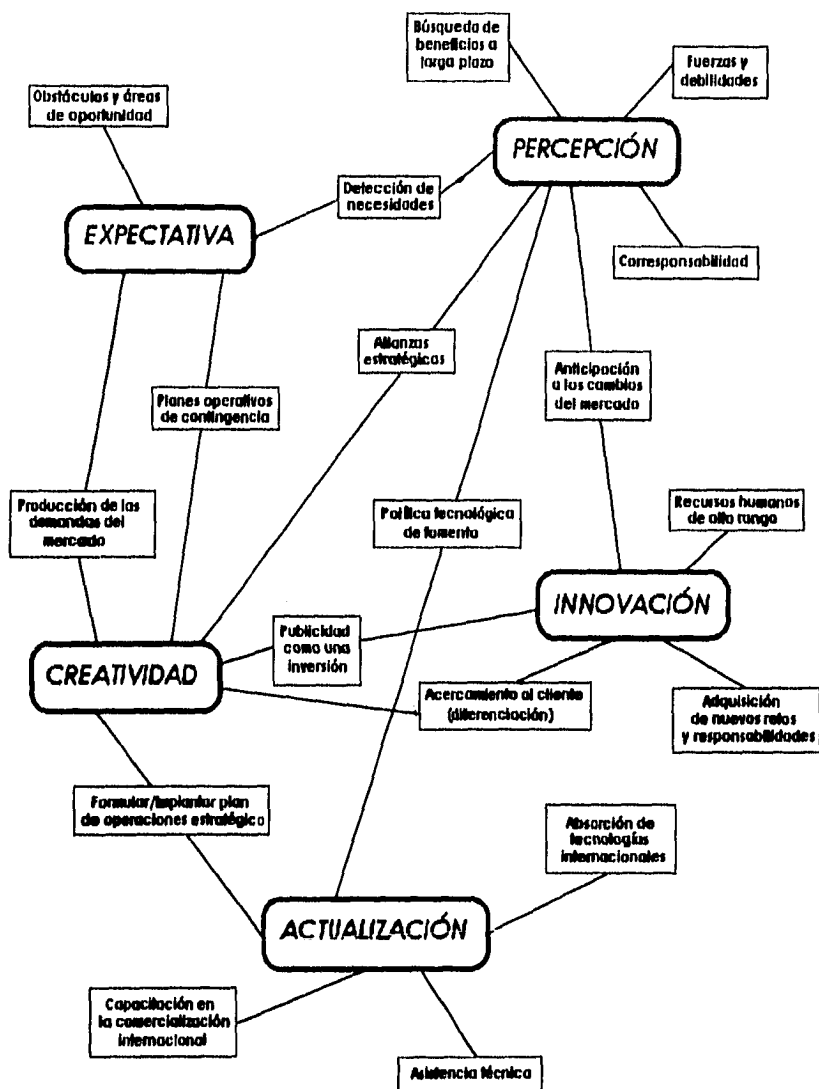 Búsqueda de
beneficios a
largo plazo
Fuerzas y
debilidades
Obstáculos y áreas
de oportunidad
PERCEPCIÓN
Detección de
necesidades
EXPECTATIVA
Corresponsabilidad
Alianzas
estratégicas
Anticipación
a los cambios
del mercado
Planes operativos
de contingencia
Producción de las
demandas del
mercado
Política tecnológica
de fomento
Recursos humanos
de alto rango
INNOVACIÓN
Publicidad
como una
inversión
CREATIVIDAD
Acercamiento al cliente
(diferenciación)
Adquisición
de nuevos retos
y responsabilidades
Formular/Implantar plan
de operaciones estratégico
Absorción de
tecnologías
internacionales
ACTUALIZACIÓN
Capacitación en
la comercialización
internacional
Asistencia técnica